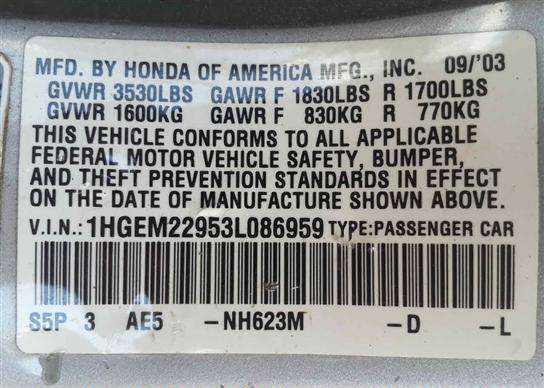 MFD. BY HONDA OF AMERICA MFG., INC. 09/'03
GVWR 3530LBS GAWR F 1830LBS R 1700LBS
GVWR 1600KG GAWR F 830KG R 770KG
THIS VEHICLE CONFORMS TO ALL APPLICABLE
FEDERAL MOTOR VEHICLE SAFETY, BUMPER,
AND THEFT PREVENTION STANDARDS IN EFFECT
ON THE DATE OF MANUFACTURE SHOWN ABOVE.
V.I.N.:1HGEM22953L086959 TYPE:PASSENGER CAR
S5P 3 AE5 -NH623M -D -L